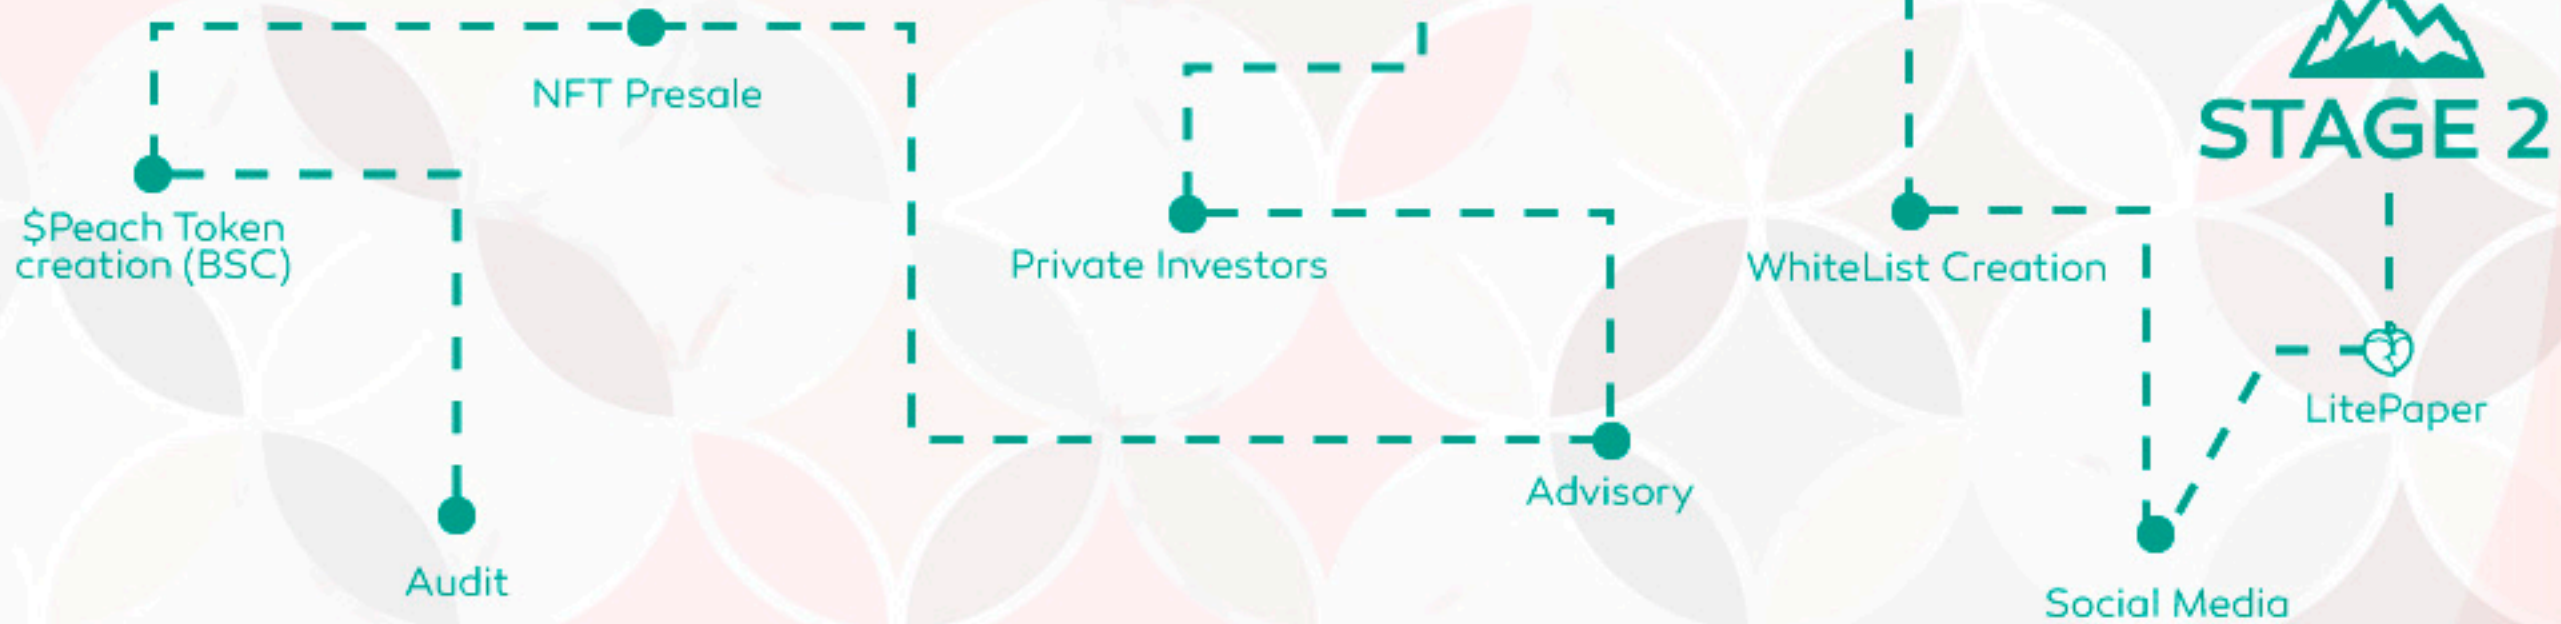 NFT Presale
$Peach Token
creation (BSC)
Audit
Private Investors
Advisory
WhiteList Creation
Social Media
STAGE 2
LitePaper